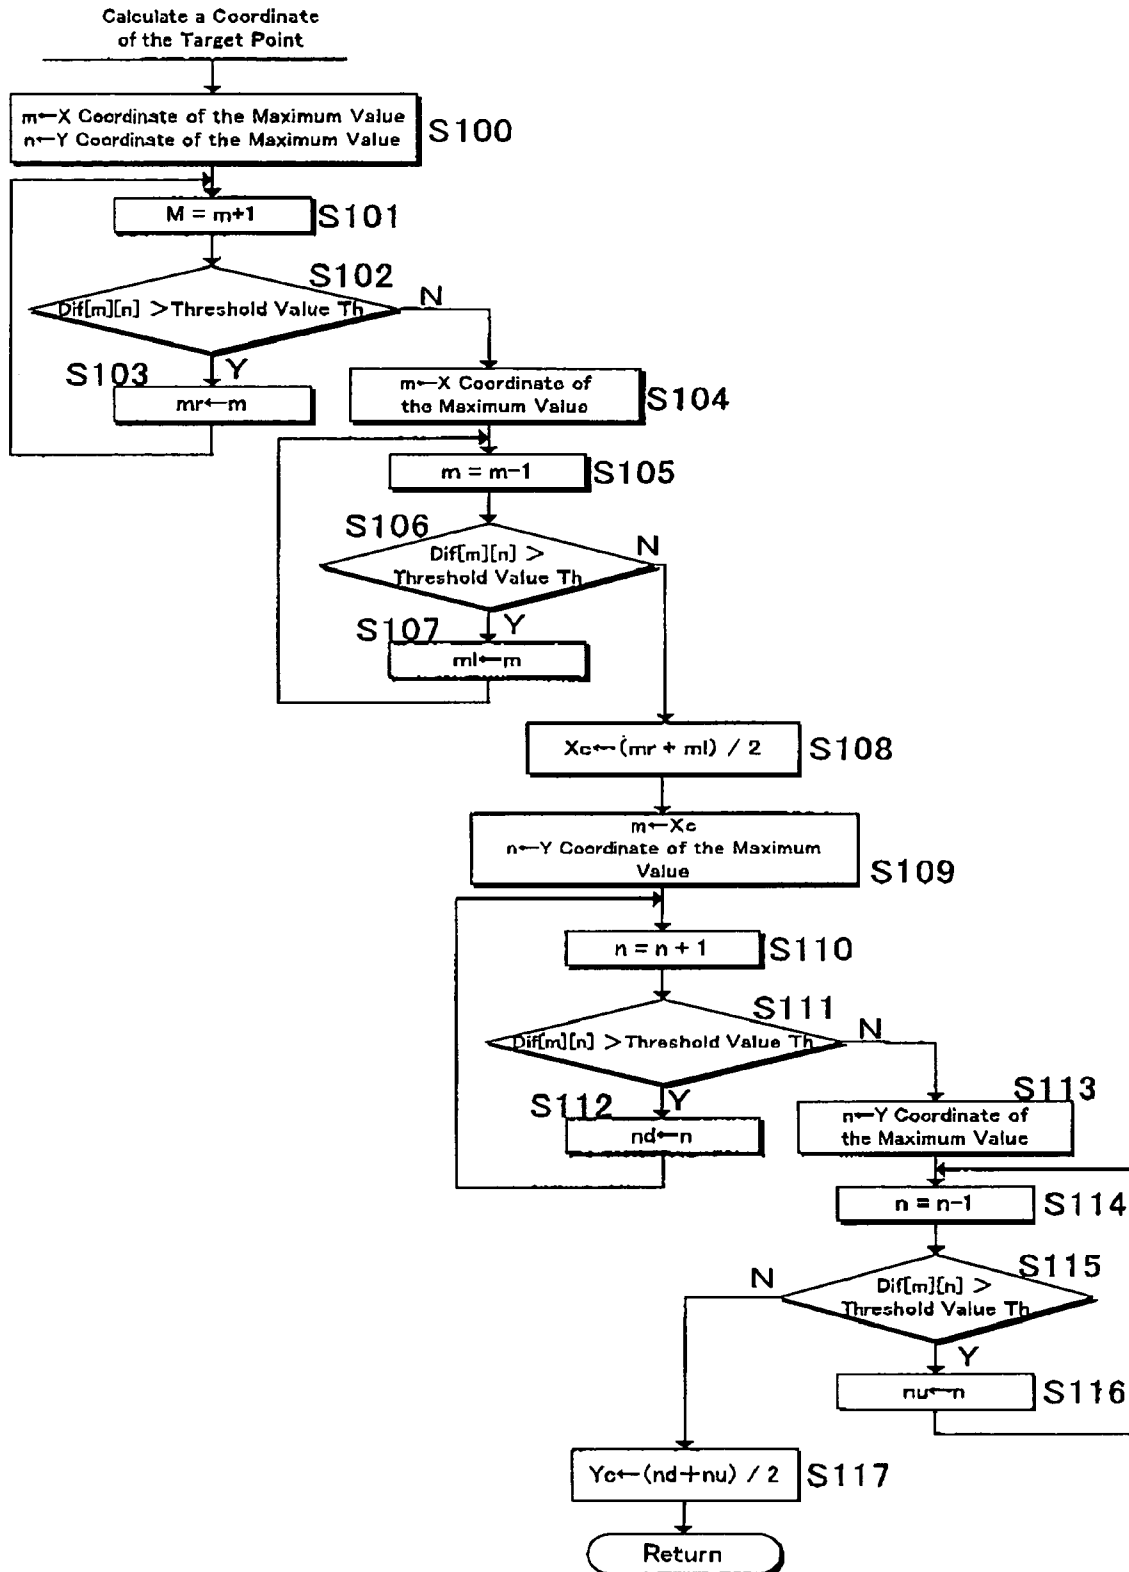 Calculate a Coordinate
of the Target Point
m←X Coordinate of the Maximum Value
n←Y Coordinate of the Maximum Value
S100
M = m+1
S101
S102
Dif[m][n] > Threshold Value Th
N
Y
S103
mr←m
m←X Coordinate of
the Maximum Value
S104
m = m-1
S105
S106
Dif[m][n] >
Threshold Value Th
N
Y
S107
ml←m
Xc←(mr + ml) / 2
S108
m←Xc
n←Y Coordinate of the Maximum
Value
S109
n = n + 1
S110
S111
Dif[m][n] > Threshold Value Th
N
Y
S112
nd←n
S113
n←Y Coordinate of
the Maximum Value
n = n-1
S114
S115
Dif[m][n] >
Threshold Value Th
N
Y
nu←n
S116
Yc←(nd+nu) / 2
S117
Return